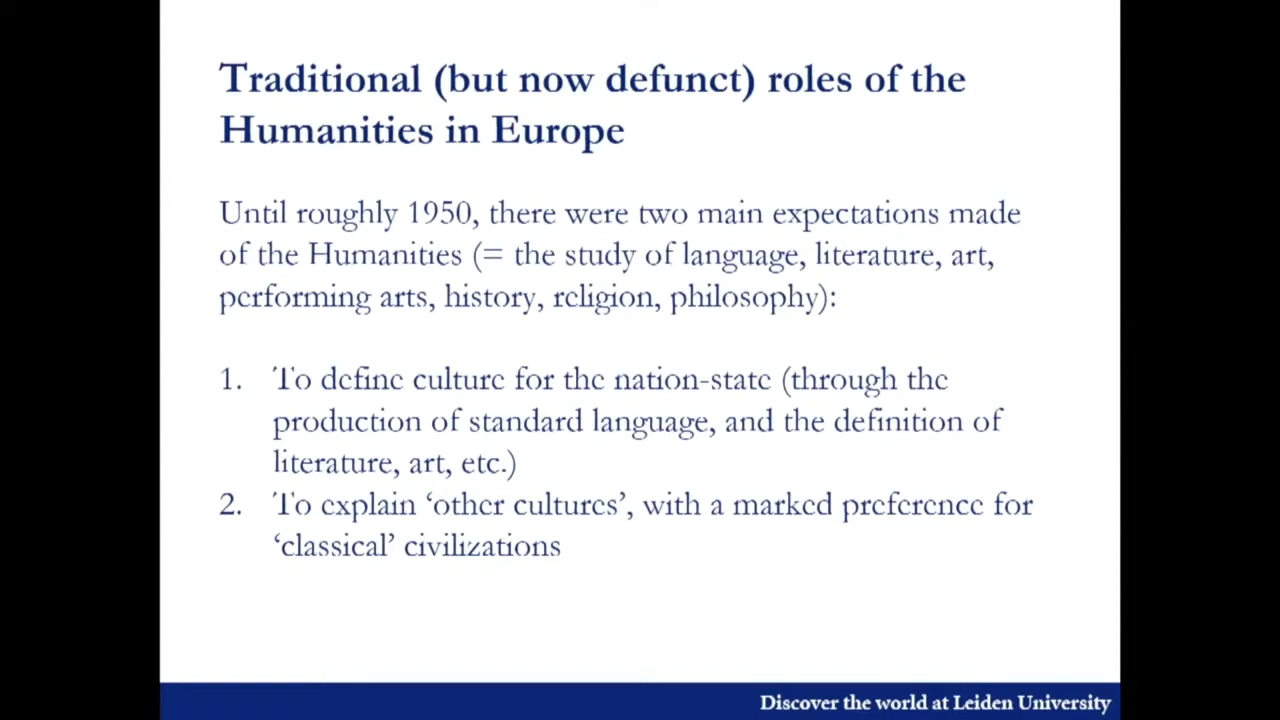 Traditional (but now defunct) roles of the
Humanities in Europe
Until roughly 1950, there were two main expectations made
of the Humanities (= the study of language, literature, art,
performing arts, history, religion, philosophy):
1. To define culture for the nation-state (through the
production of standard language, and the definition of
literature, art, etc.)
2. To explain ‘other cultures’, with a marked preference for
‘classical’ civilizations
Discover the world at Leiden University